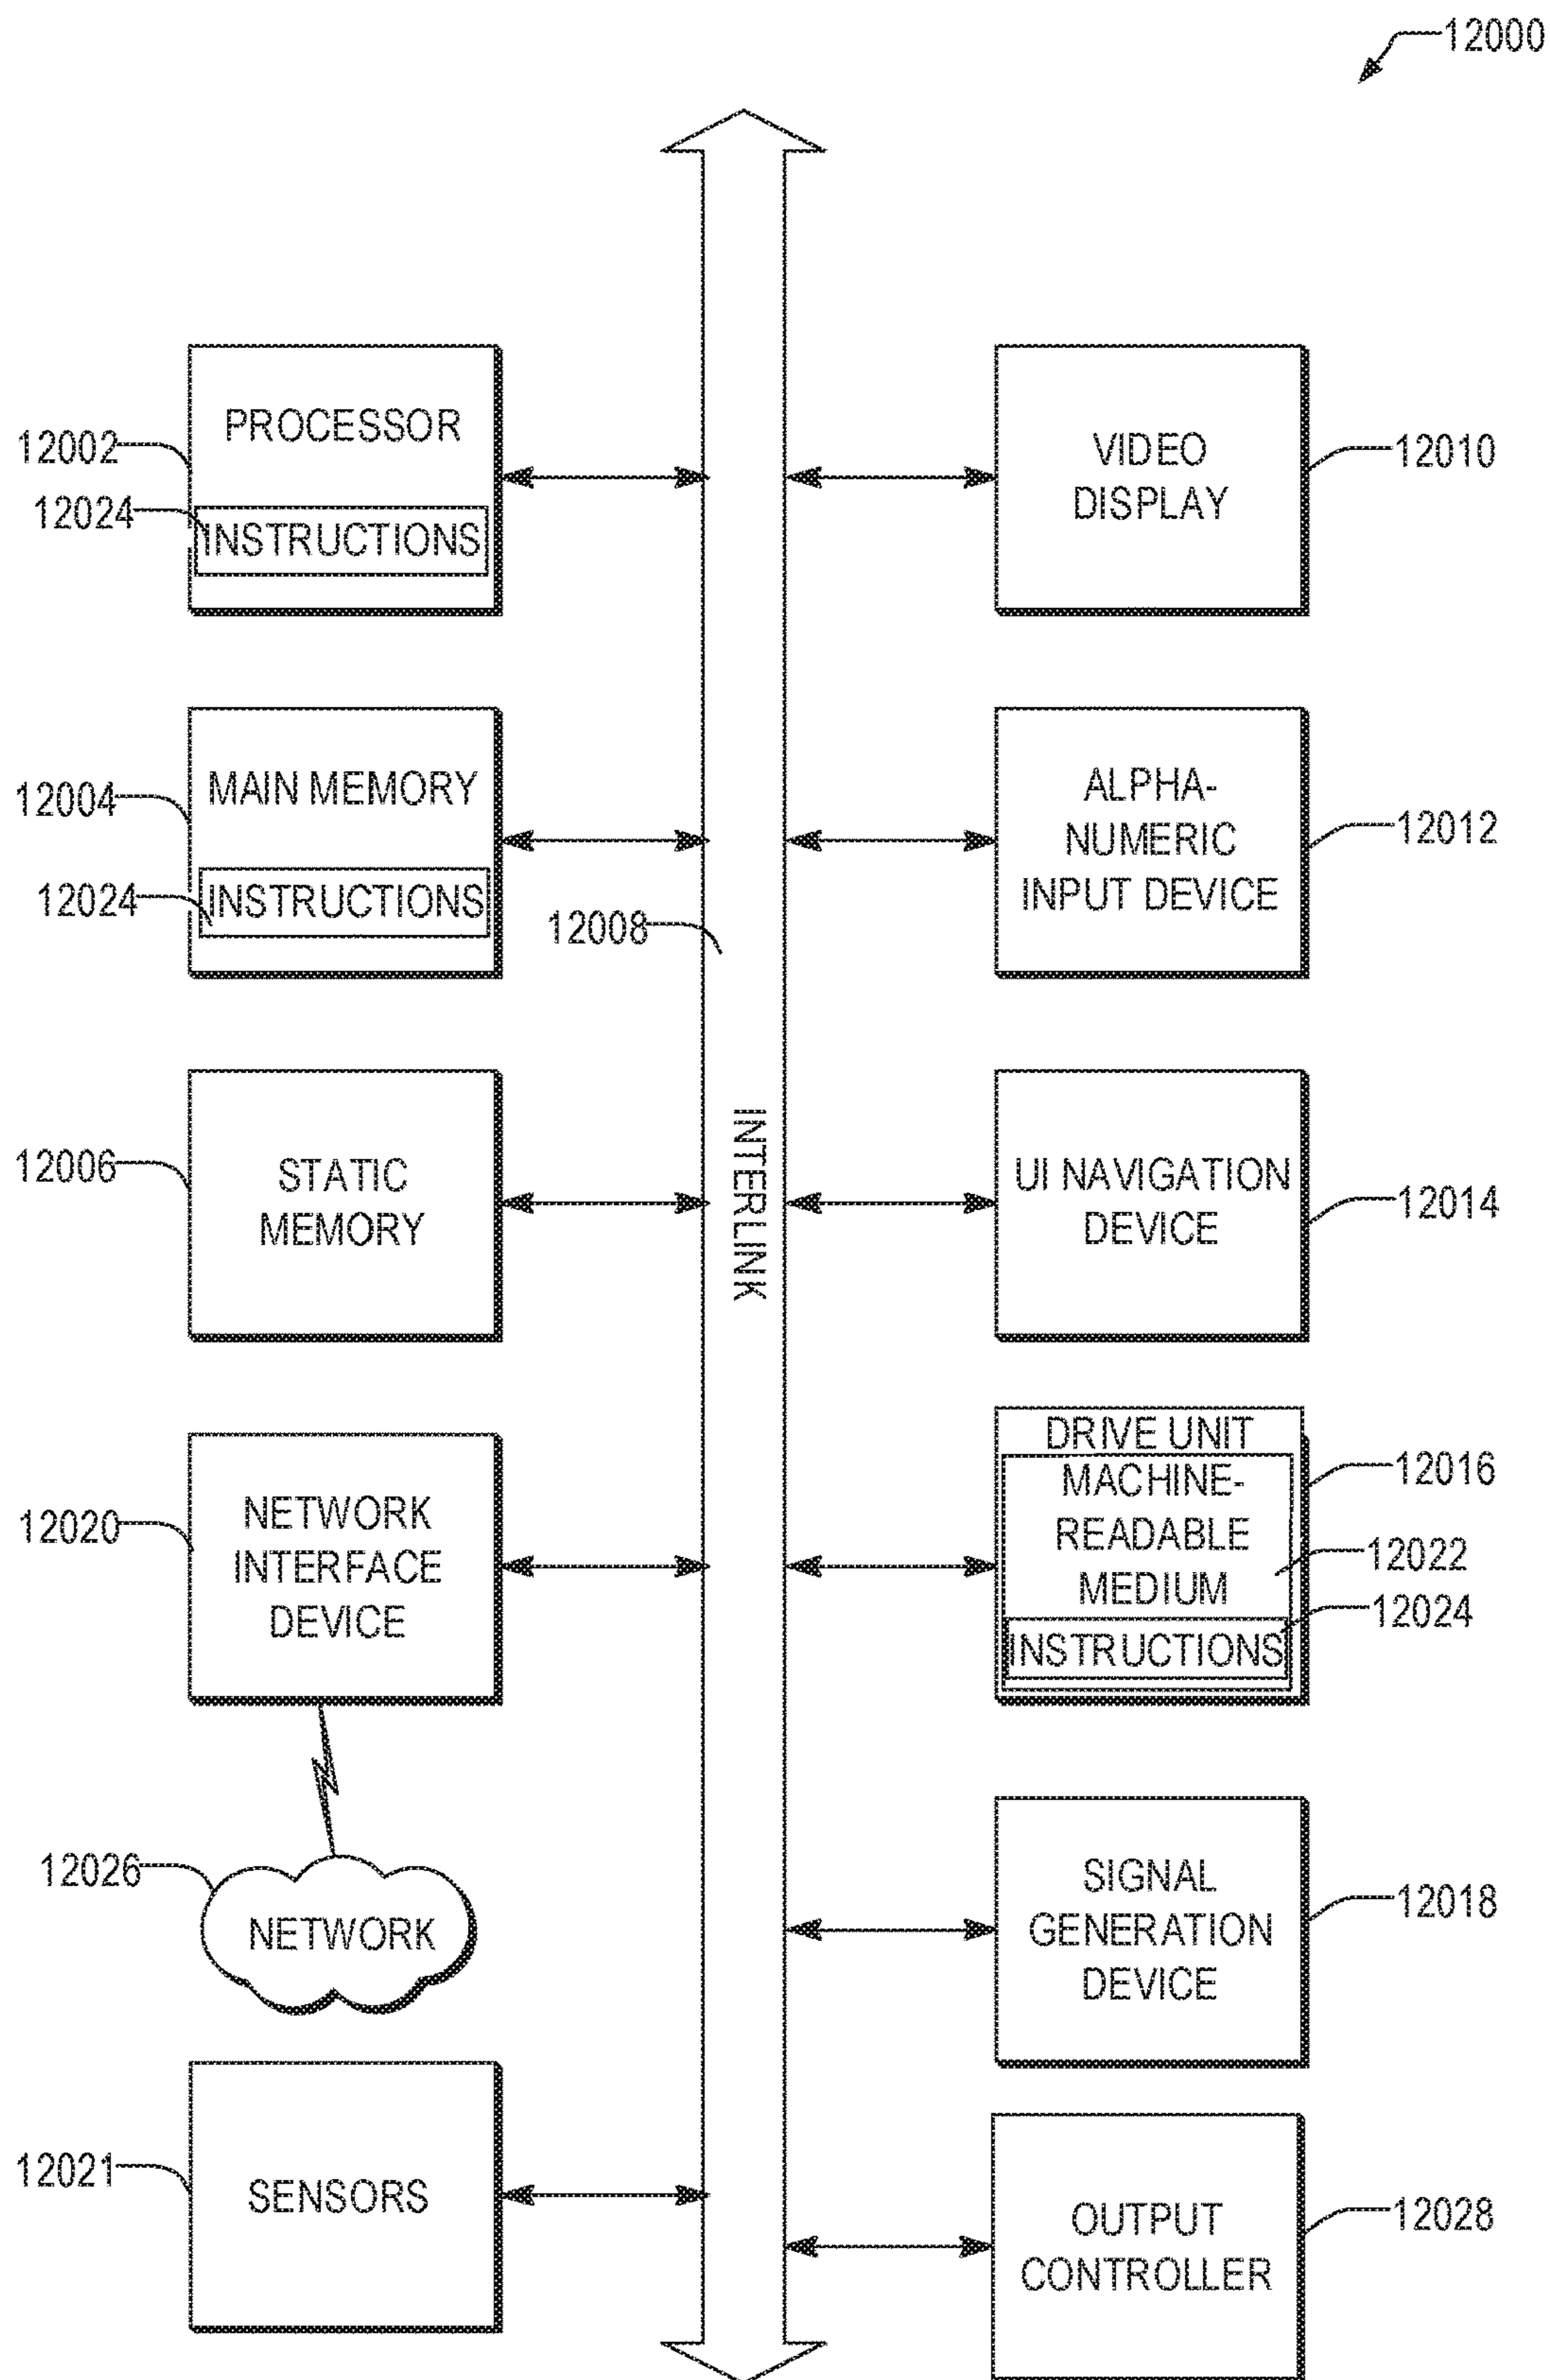 12000
PROCESSOR
12002
12024
INSTRUCTIONS
VIDEO
DISPLAY
12010
MAIN MEMORY
12004
12024
INSTRUCTIONS
12008
ALPHA-
NUMERIC
INPUT DEVICE
12012
STATIC
MEMORY
12006
INTERLINK
UI NAVIGATION
DEVICE
12014
NETWORK
INTERFACE
DEVICE
12020
DRIVE UNIT
MACHINE-
READABLE
MEDIUM
INSTRUCTIONS
12016
12022
12024
12026
NETWORK
SIGNAL
GENERATION
DEVICE
12018
12021
SENSORS
OUTPUT
CONTROLLER
12028